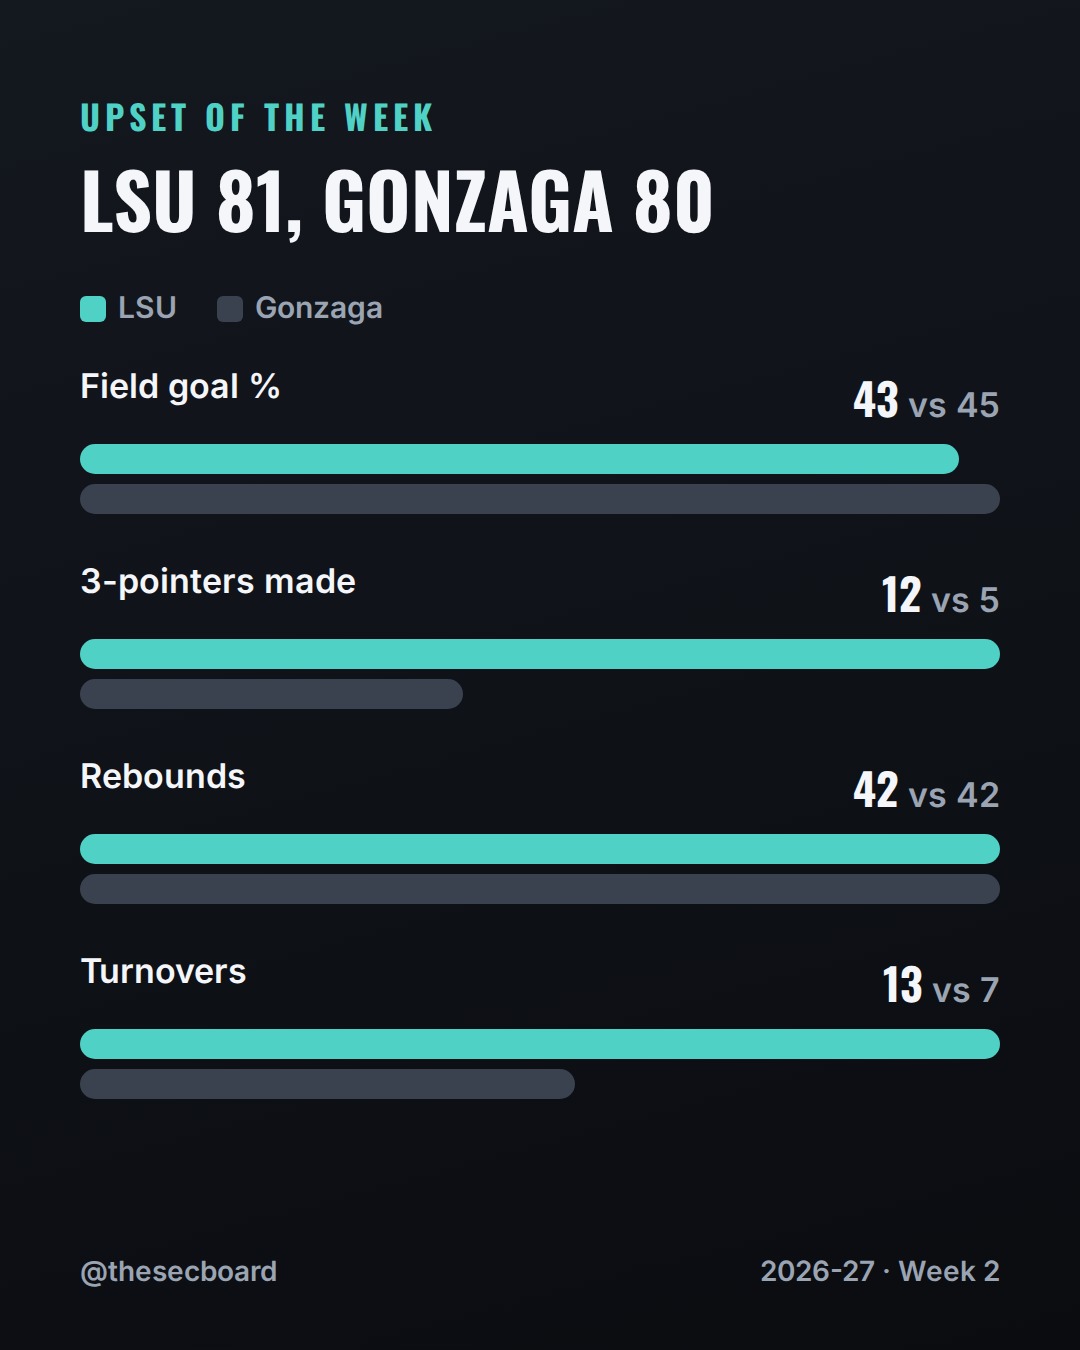 UPSET OF THE WEEK
LSU 81, GONZAGA 80
LSU Gonzaga
Field goal % 43 vs 45
3-pointers made 12 vs 5
Rebounds 42 vs 42
Turnovers 13 vs 7
@thesecboard 2026-27 · Week 2